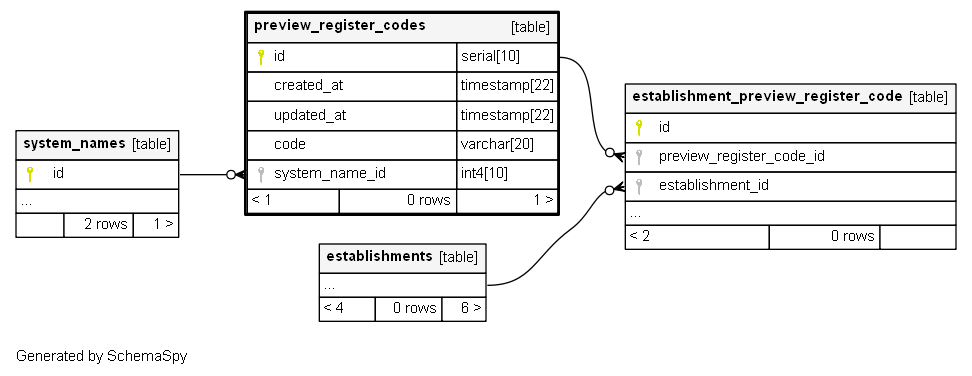 preview_register_codes [table]
id serial[10]
created_at timestamp[22]
updated_at timestamp[22]
code varchar[20]
system_name_id int4[10]
< 1 0 rows 1 >
system_names [table]
id
...
2 rows 1 >
establishment_preview_register_code [table]
id
preview_register_code_id
establishment_id
...
< 2 0 rows
establishments [table]
...
< 4 0 rows 6 >
Generated by SchemaSpy